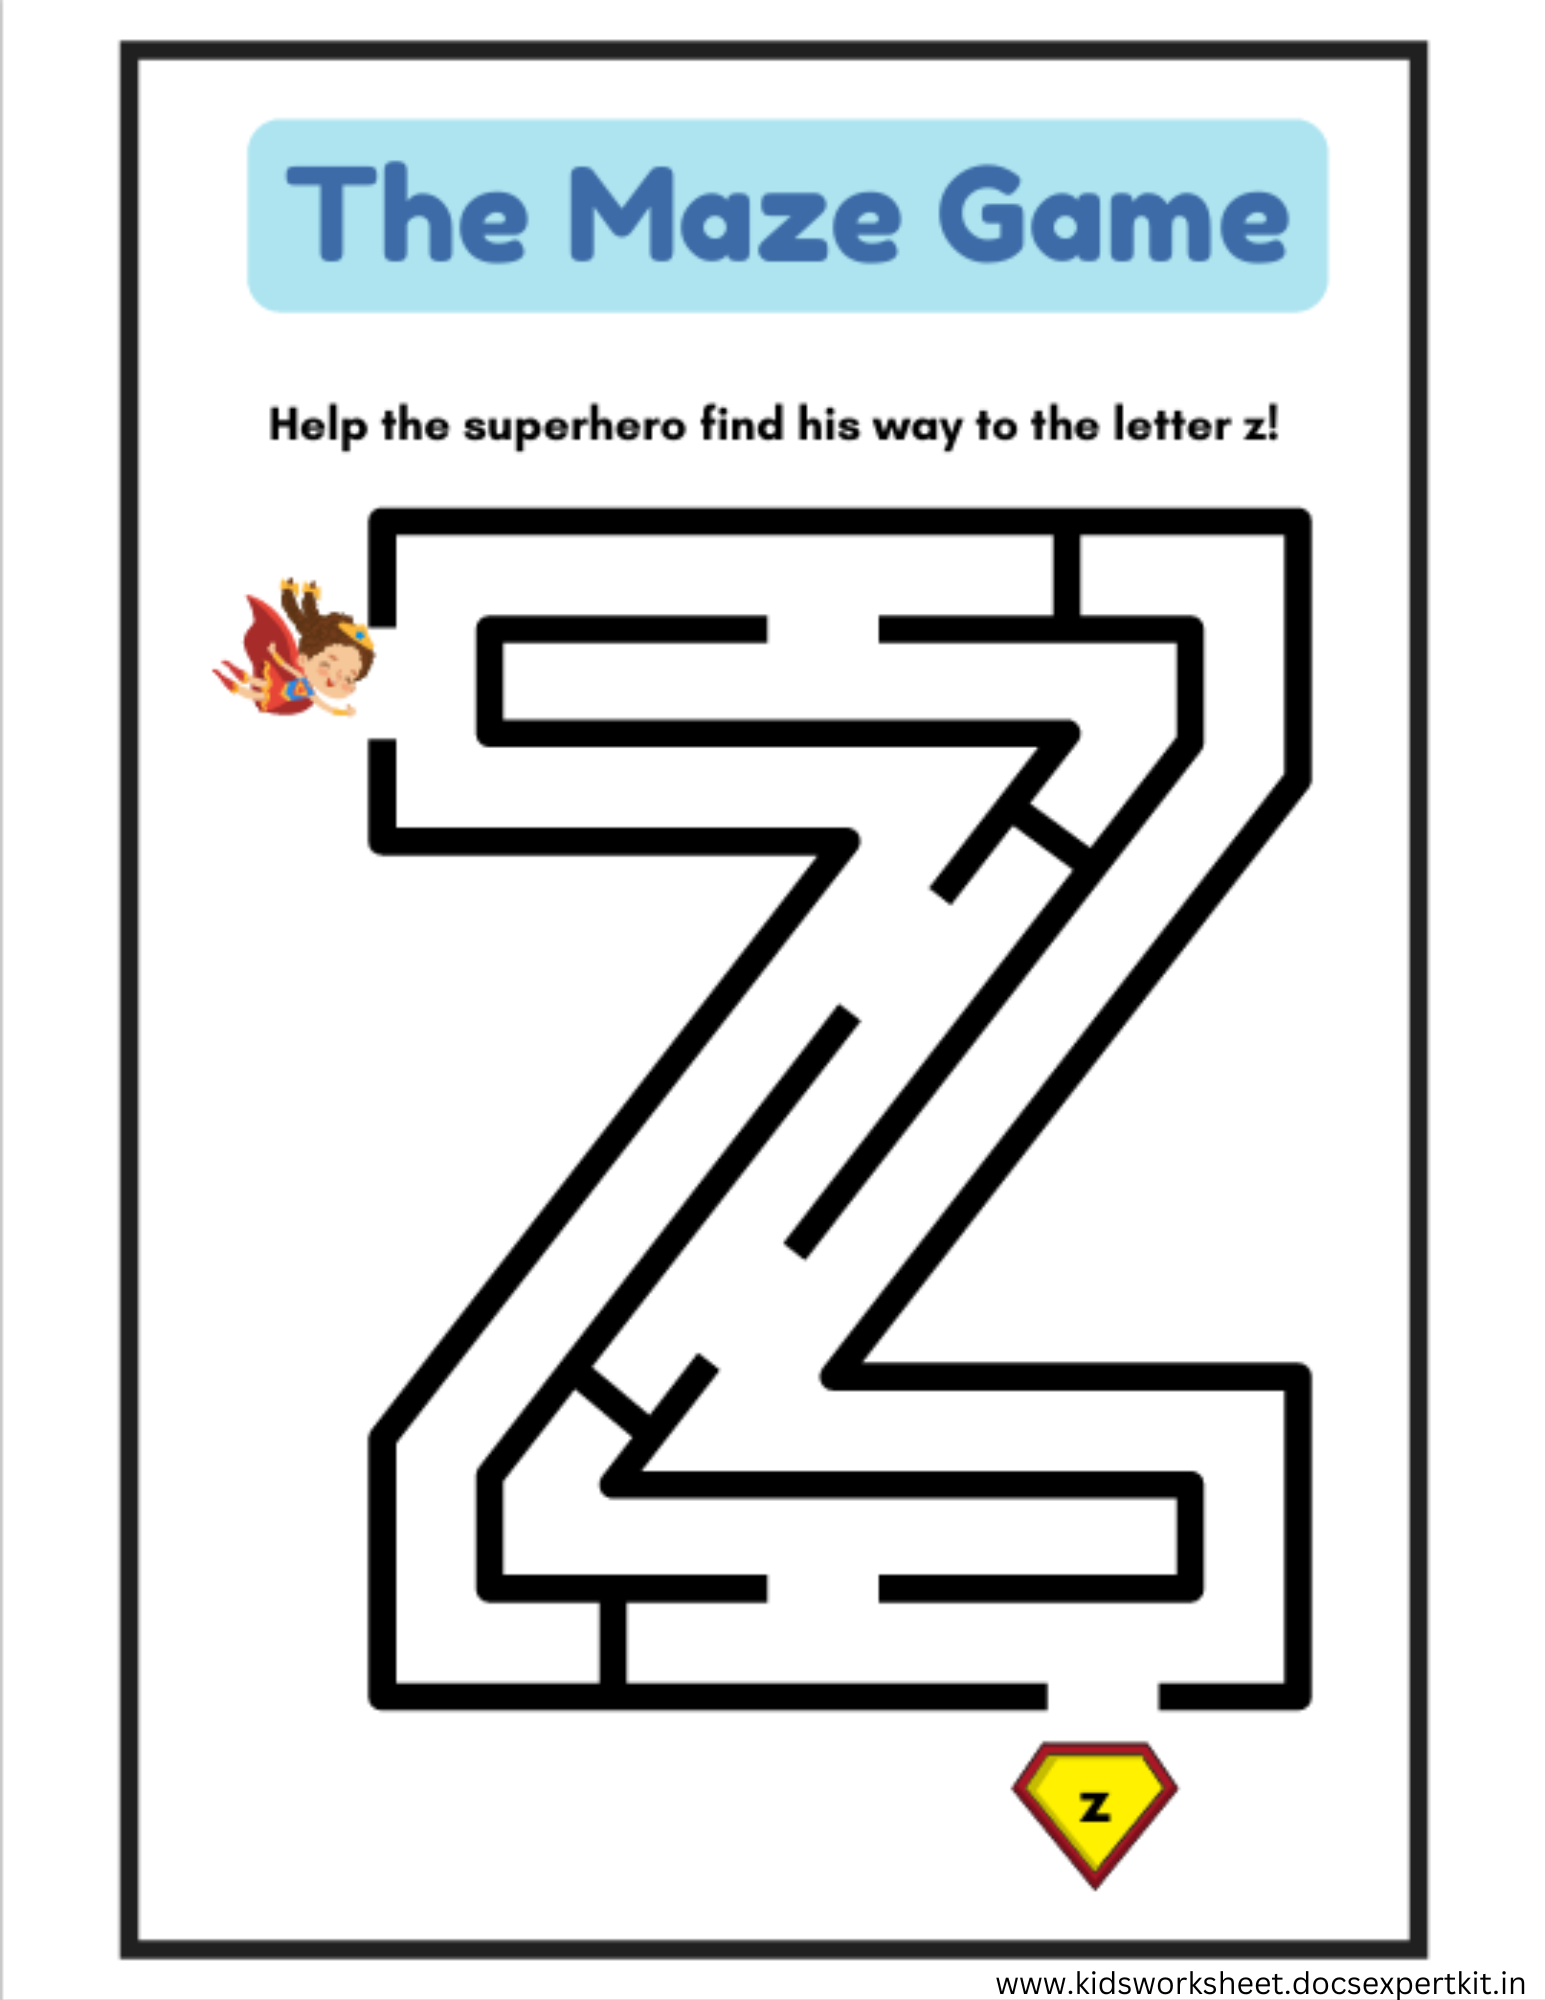 The Maze Game
Help the superhero find his way to the letter z!
z
www.kidsworksheet.docsexpertkit.in